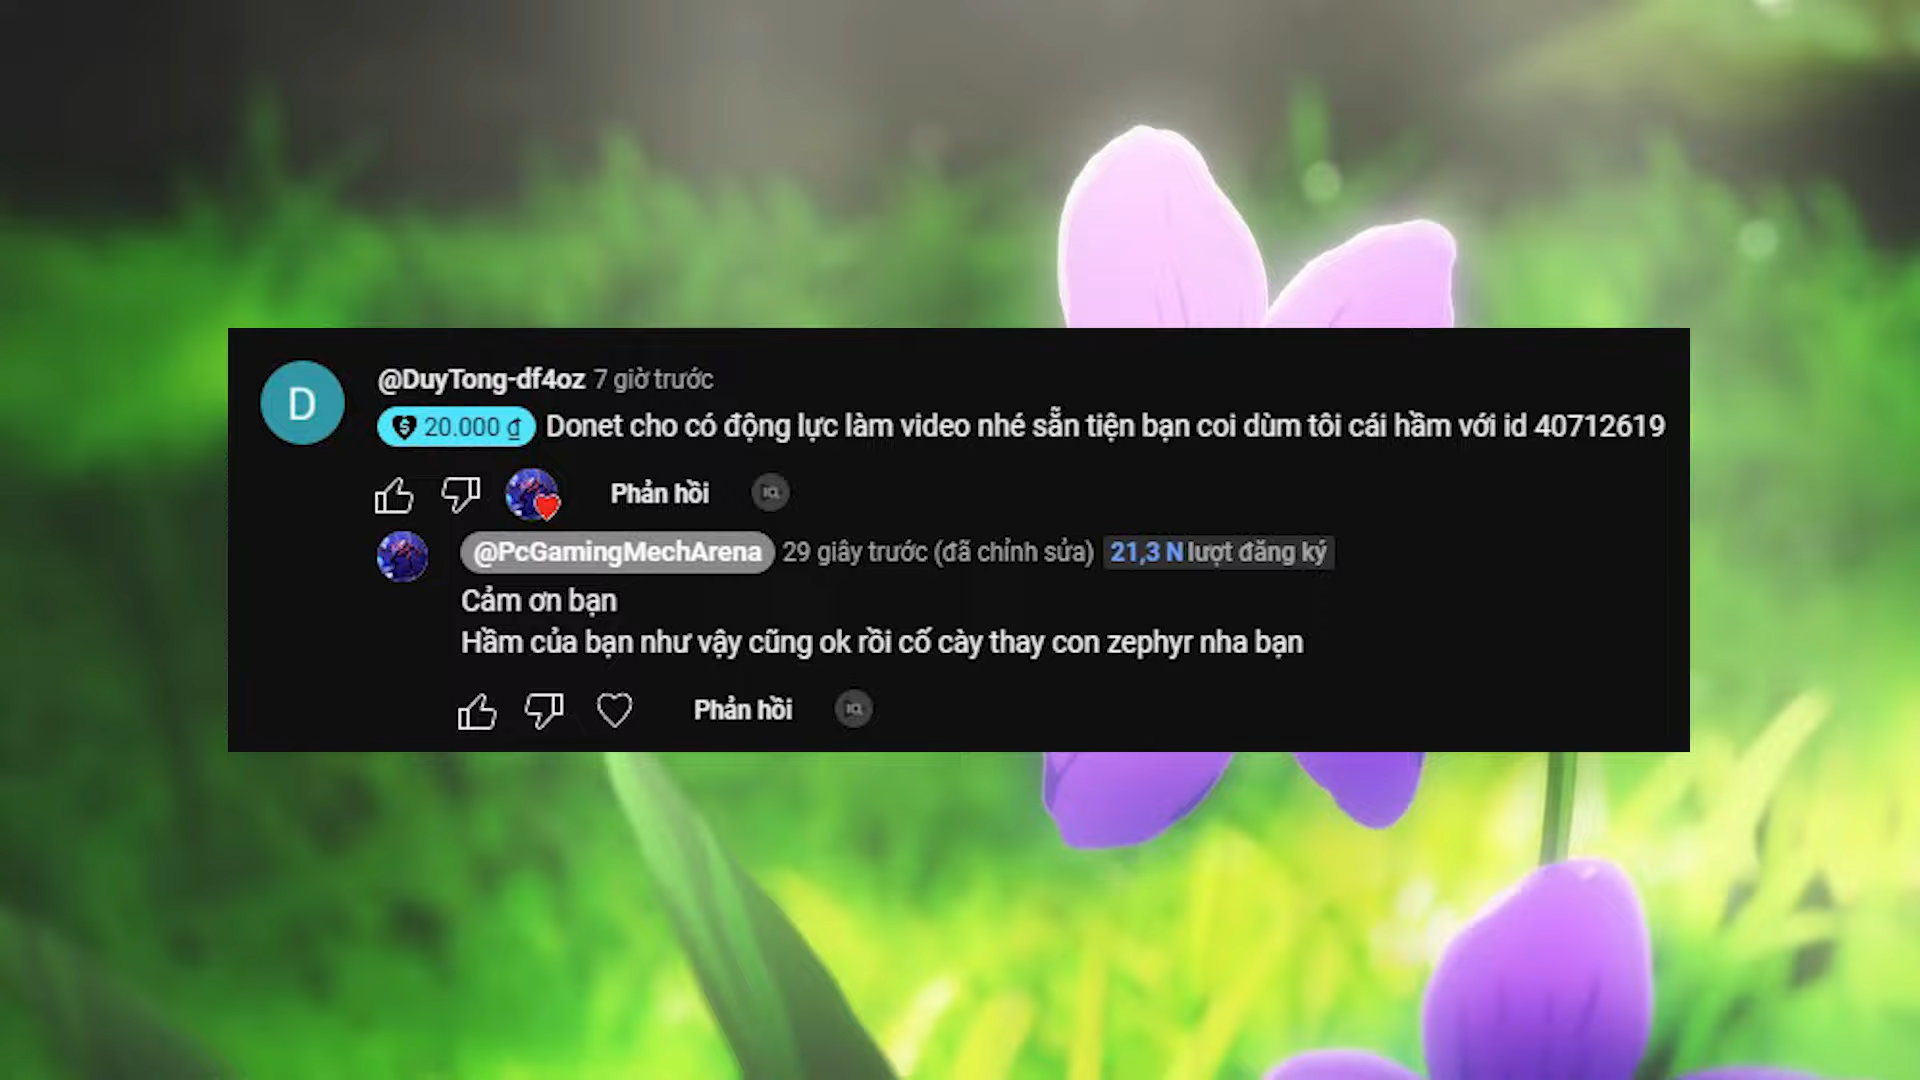 D
@DuyTong-df4oz 7 giờ trước
20.000 ₫ Donet cho có động lực làm video nhé sẵn tiện bạn coi dùm tôi cái hầm với id 40712619
Phản hồi IQ
@PcGamingMechArena 29 giây trước (đã chỉnh sửa) 21,3 N lượt đăng ký
Cảm ơn bạn
Hầm của bạn như vậy cũng ok rồi cố cày thay con zephyr nha bạn
Phản hồi IQ